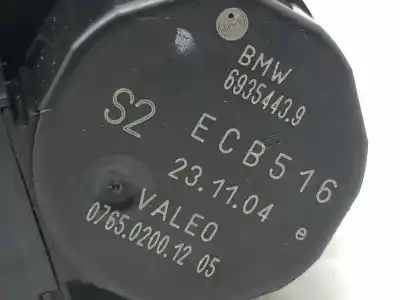 BMW
6935443.9
S2 ECB516
23.11.04 e
VALEO
0765.0200.12 05